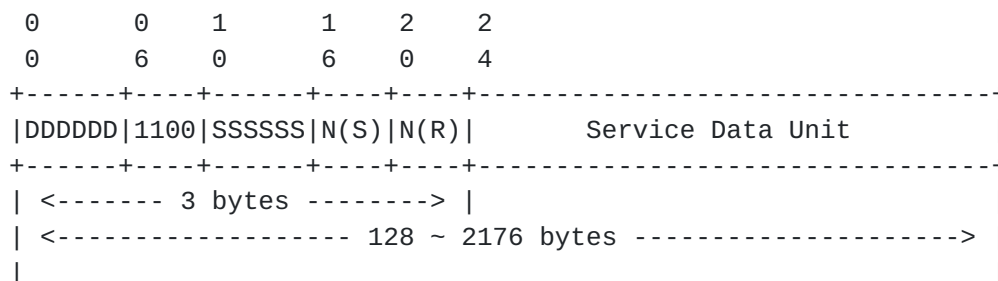 0      0    1      1    2    2
 0      6    0      6    0    4
+------+----+------+----+----+---------------------------------+
|DDDDDD|1100|SSSSSS|N(S)|N(R)|       Service Data Unit
+------+----+------+----+----+---------------------------------+
| <------- 3 bytes --------> |
| <------------------- 128 ~ 2176 bytes --------------------->
|